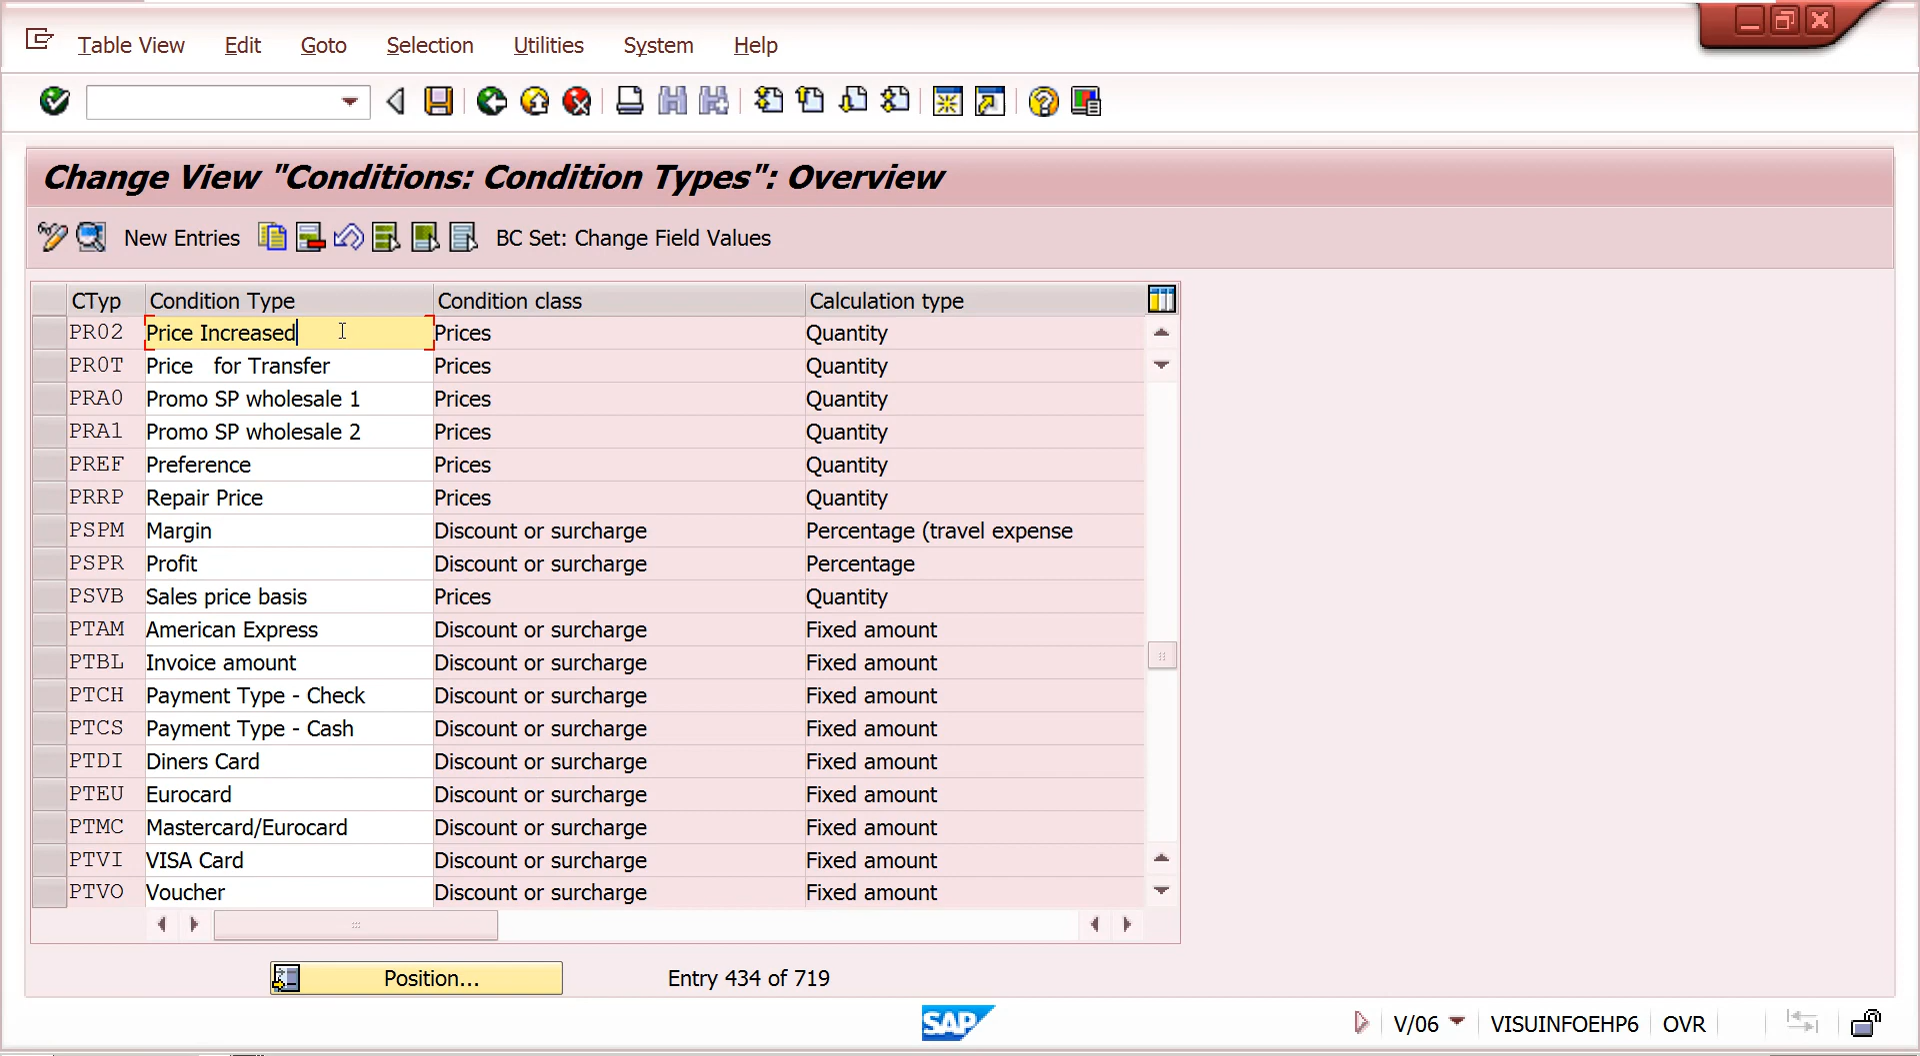 Table View Edit Goto Selection Utilities System Help
Change View "Conditions: Condition Types": Overview
New Entries BC Set: Change Field Values
CTyp Condition Type Condition class Calculation type
PR02 Price Increased Prices Quantity
PR0T Price   for Transfer Prices Quantity
PRA0 Promo SP wholesale 1 Prices Quantity
PRA1 Promo SP wholesale 2 Prices Quantity
PREF Preference Prices Quantity
PRRP Repair Price Prices Quantity
PSPM Margin Discount or surcharge Percentage (travel expense
PSPR Profit Discount or surcharge Percentage
PSVB Sales price basis Prices Quantity
PTAM American Express Discount or surcharge Fixed amount
PTBL Invoice amount Discount or surcharge Fixed amount
PTCH Payment Type - Check Discount or surcharge Fixed amount
PTCS Payment Type - Cash Discount or surcharge Fixed amount
PTDI Diners Card Discount or surcharge Fixed amount
PTEU Eurocard Discount or surcharge Fixed amount
PTMC Mastercard/Eurocard Discount or surcharge Fixed amount
PTVI VISA Card Discount or surcharge Fixed amount
PTVO Voucher Discount or surcharge Fixed amount
Position... Entry 434 of 719
SAP V/06 VISUINFOEHP6 OVR